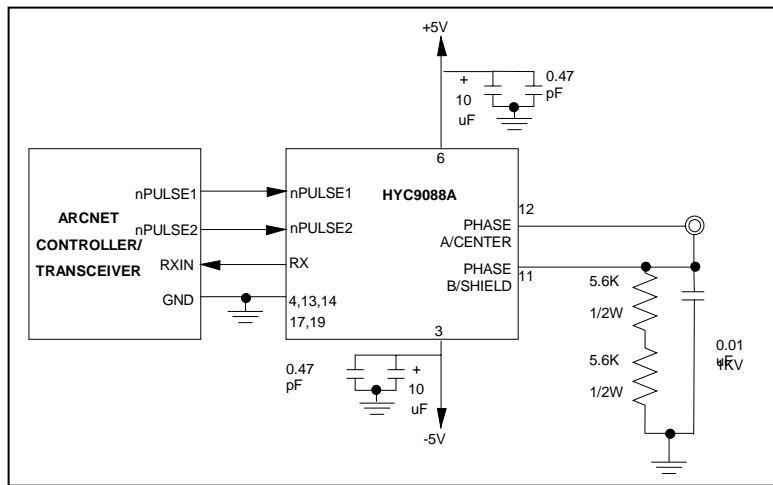 +5V
+
10
uF
0.47
pF
6
HYC9088A
nPULSE1
nPULSE1
ARCNET
CONTROLLER/
TRANSCEIVER
nPULSE2
nPULSE2
RXIN
RX
GND
4,13,14
17,19
PHASE
A/CENTER
12
PHASE
B/SHIELD
11
3
5.6K
1/2W
5.6K
1/2W
0.01
uF
1KV
0.47
pF
+
10
uF
-5V